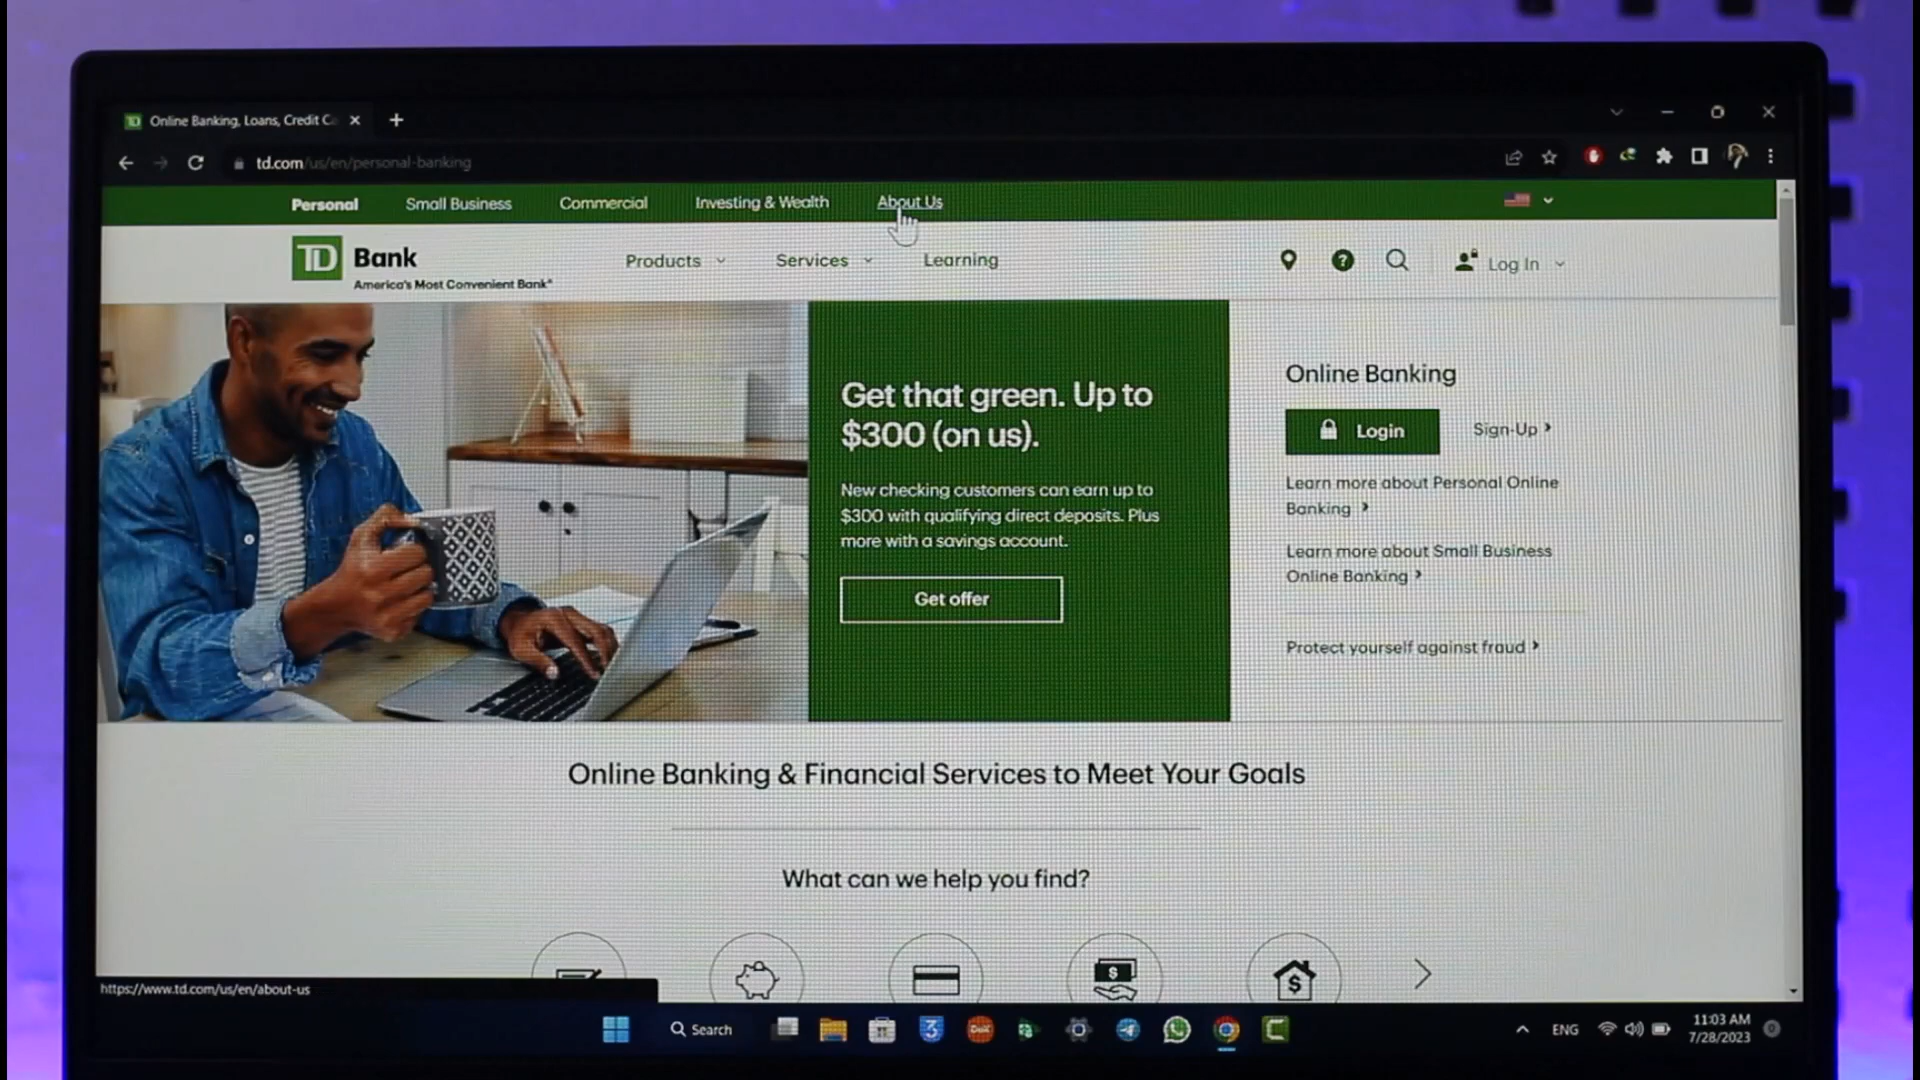 Online Banking, Loans, Credit C
td.com/us/en/personal-banking
Personal Small Business Commercial Investing & Wealth About Us
TD Bank
America's Most Convenient Bank®
Products Services Learning
? Log In
Get that green. Up to
$300 (on us).
New checking customers can earn up to
$300 with qualifying direct deposits. Plus
more with a savings account.
Get offer
Online Banking
Login Sign-Up
Learn more about Personal Online
Banking
Learn more about Small Business
Online Banking
Protect yourself against fraud
Online Banking & Financial Services to Meet Your Goals
What can we help you find?
$ $
https://www.td.com/us/en/about-us
Search
ENG
11:03 AM
7/28/2023